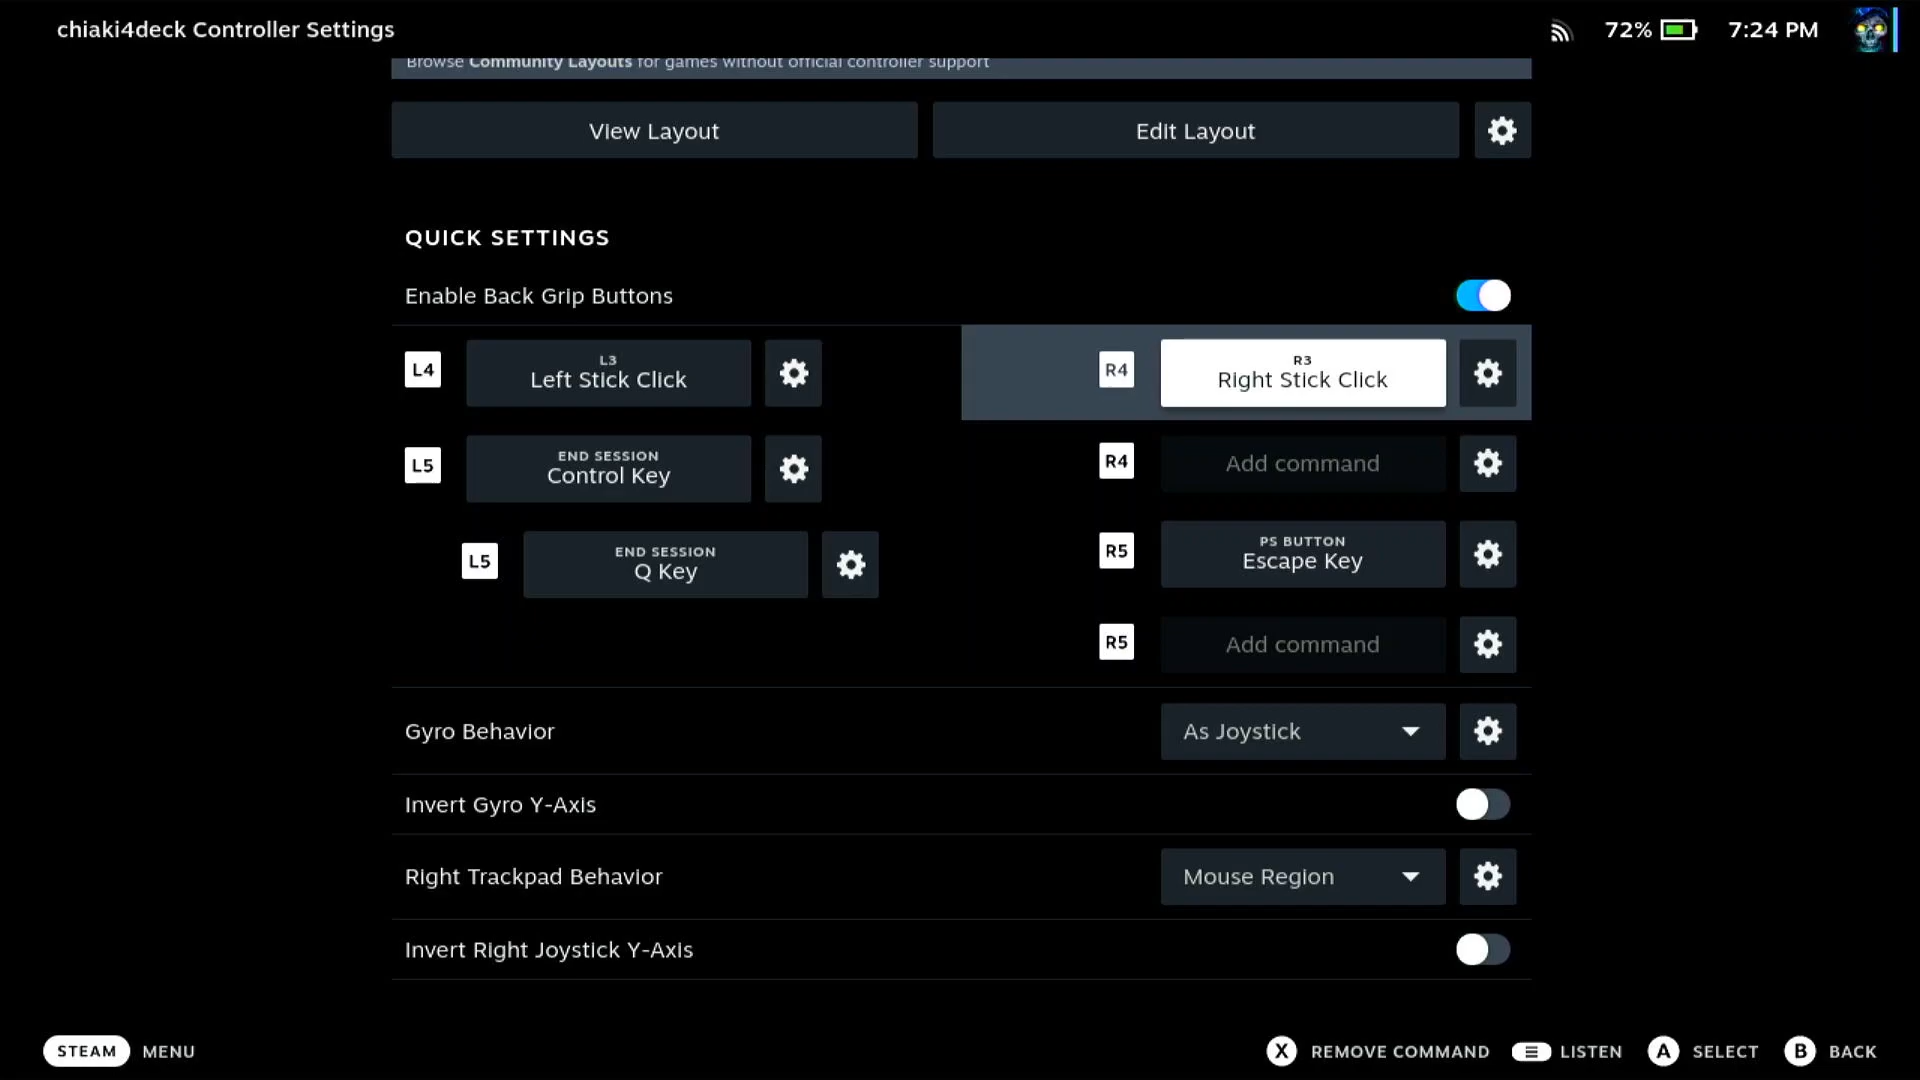 chiaki4deck Controller Settings
72%
7:24 PM
Browse Community Layouts for games without official controller support
View Layout
Edit Layout
QUICK SETTINGS
Enable Back Grip Buttons
L4
L3
Left Stick Click
R4
R3
Right Stick Click
L5
END SESSION
Control Key
R4
Add command
L5
END SESSION
Q Key
R5
PS BUTTON
Escape Key
R5
Add command
Gyro Behavior
As Joystick
Invert Gyro Y-Axis
Right Trackpad Behavior
Mouse Region
Invert Right Joystick Y-Axis
STEAM MENU
X REMOVE COMMAND
LISTEN
A SELECT
B BACK